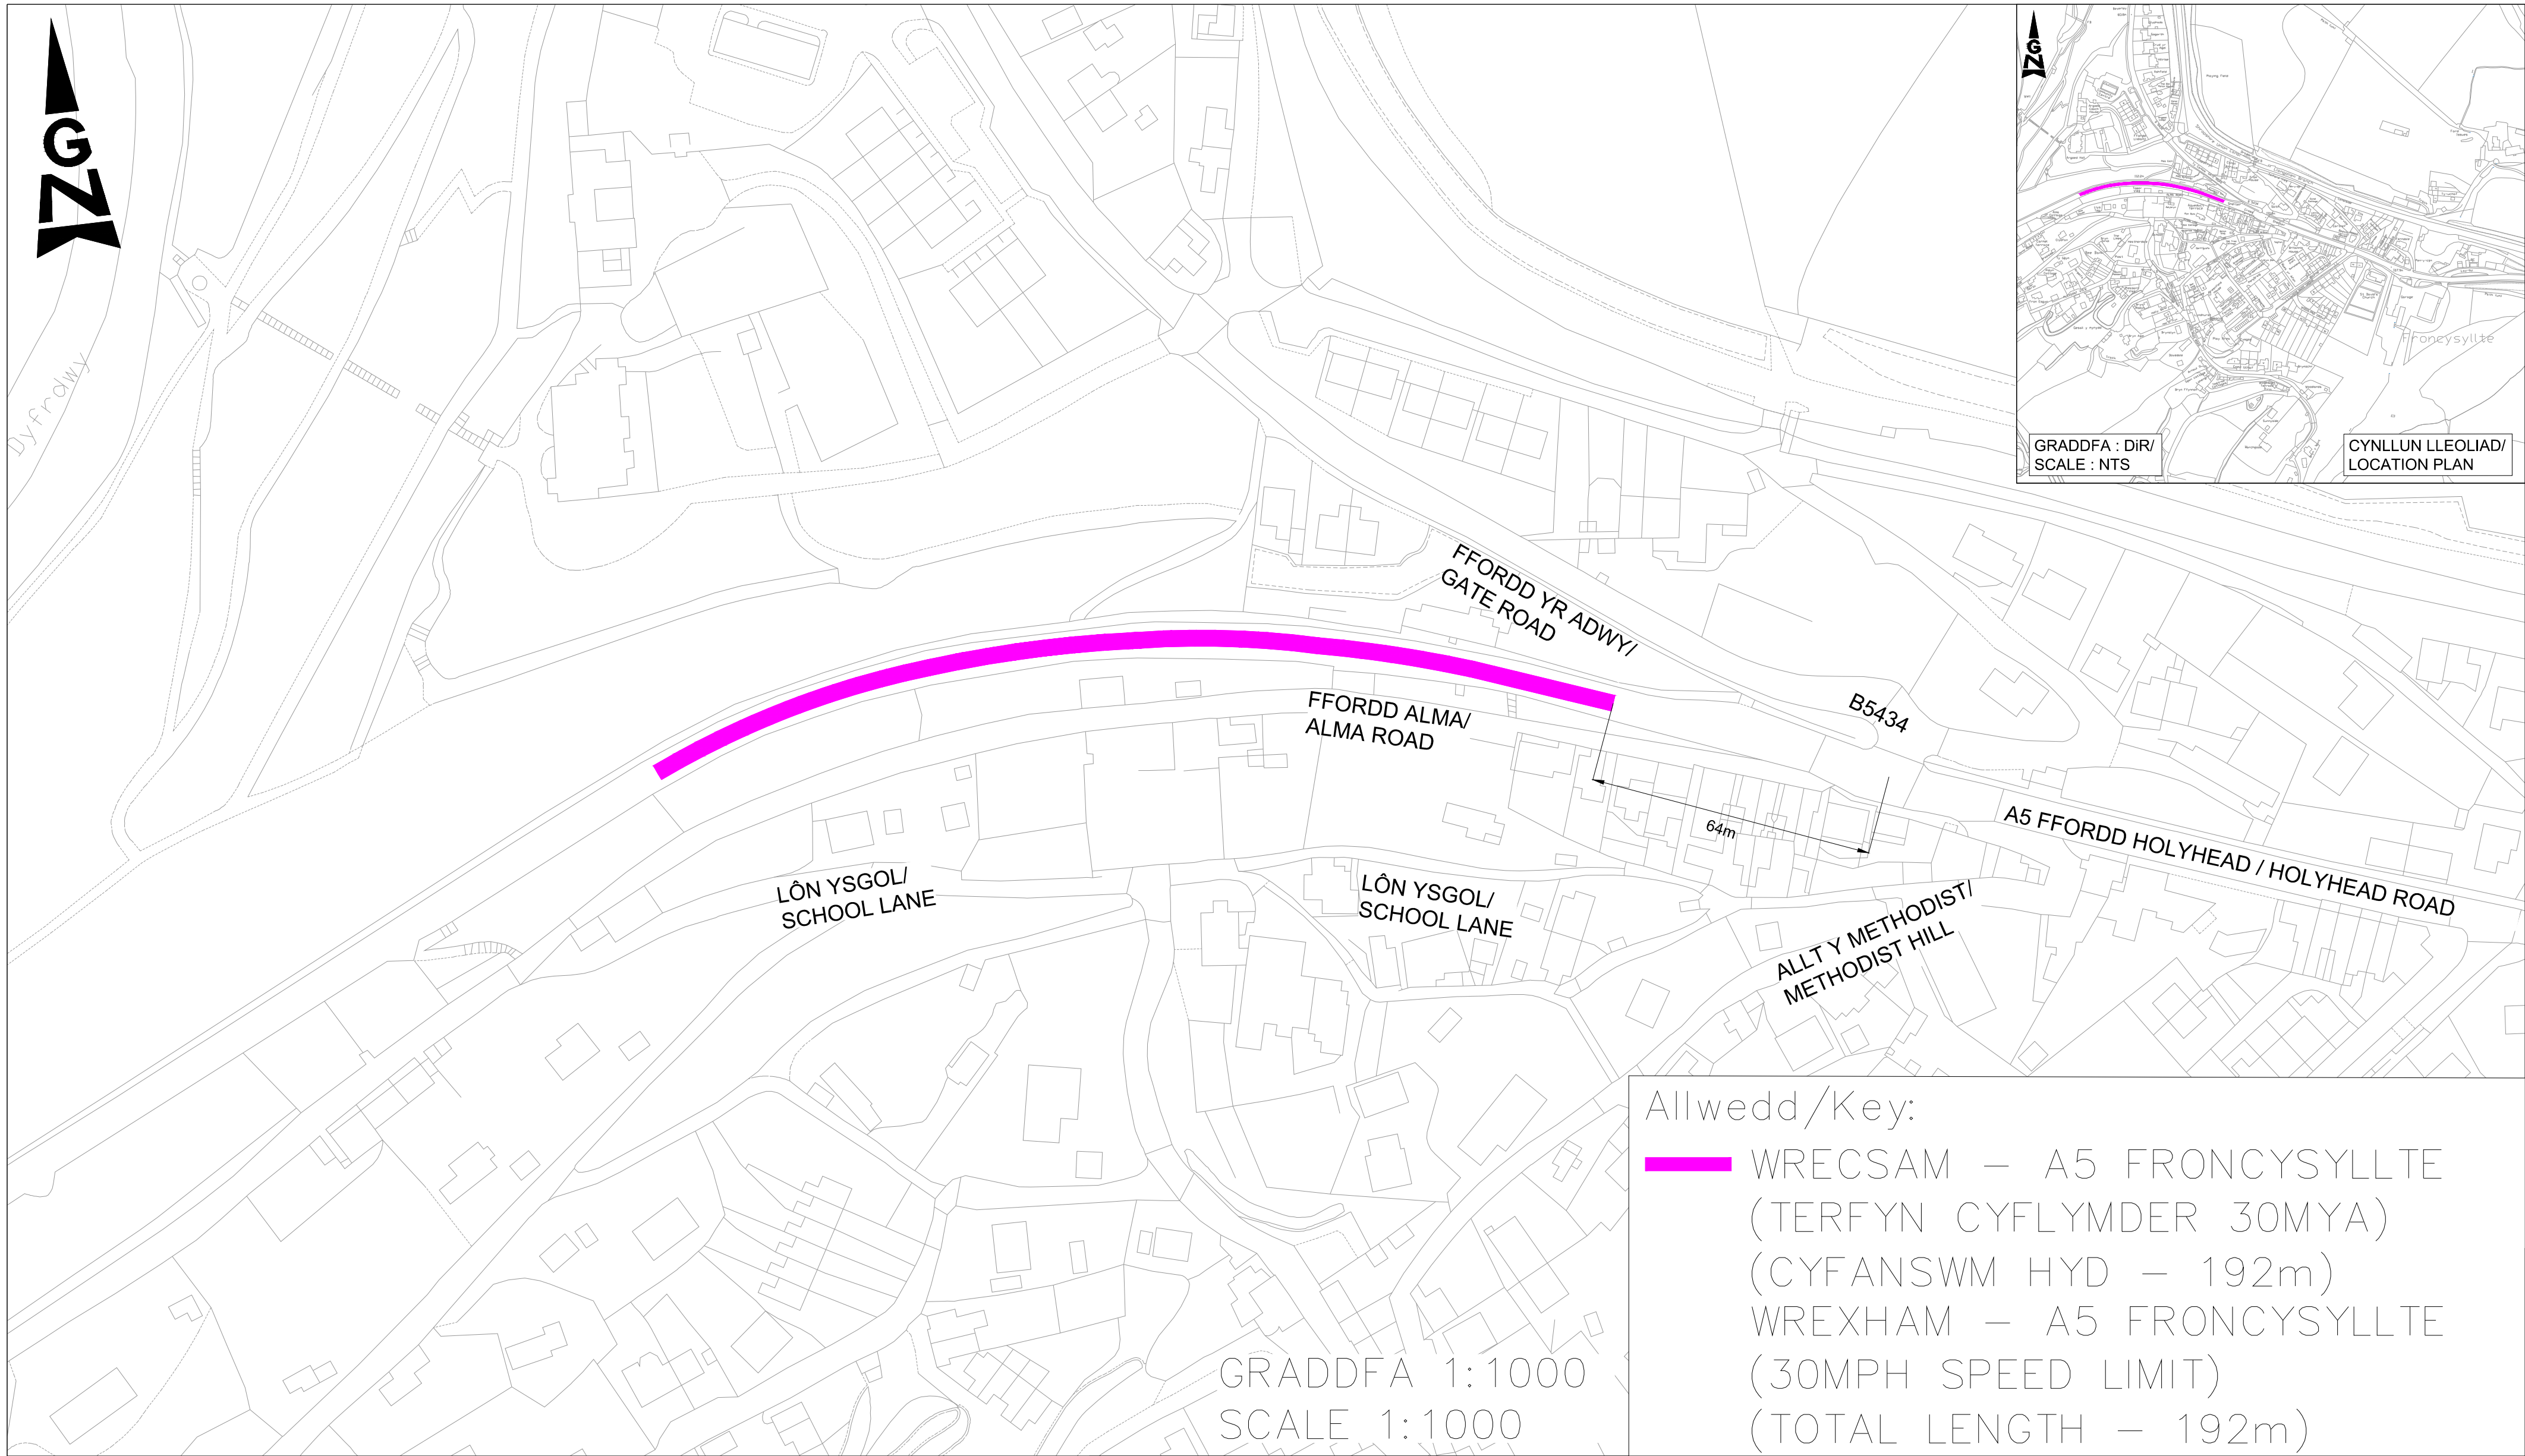 GN
Dyfrdwy
GN
Froncysyllte
GRADDFA : DiR/
SCALE : NTS
CYNLLUN LLEOLIAD/
LOCATION PLAN
FFORDD YR ADWY/
GATE ROAD
FFORDD ALMA/
ALMA ROAD
B5434
64m
A5 FFORDD HOLYHEAD / HOLYHEAD ROAD
LÔN YSGOL/
SCHOOL LANE
LÔN YSGOL/
SCHOOL LANE
ALLT Y METHODIST/
METHODIST HILL
Allwedd/Key:
WRECSAM – A5 FRONCYSYLLTE
(TERFYN CYFLYMDER 30MYA)
(CYFANSWM HYD – 192m)
WREXHAM – A5 FRONCYSYLLTE
(30MPH SPEED LIMIT)
(TOTAL LENGTH – 192m)
GRADDFA 1:1000
SCALE 1:1000